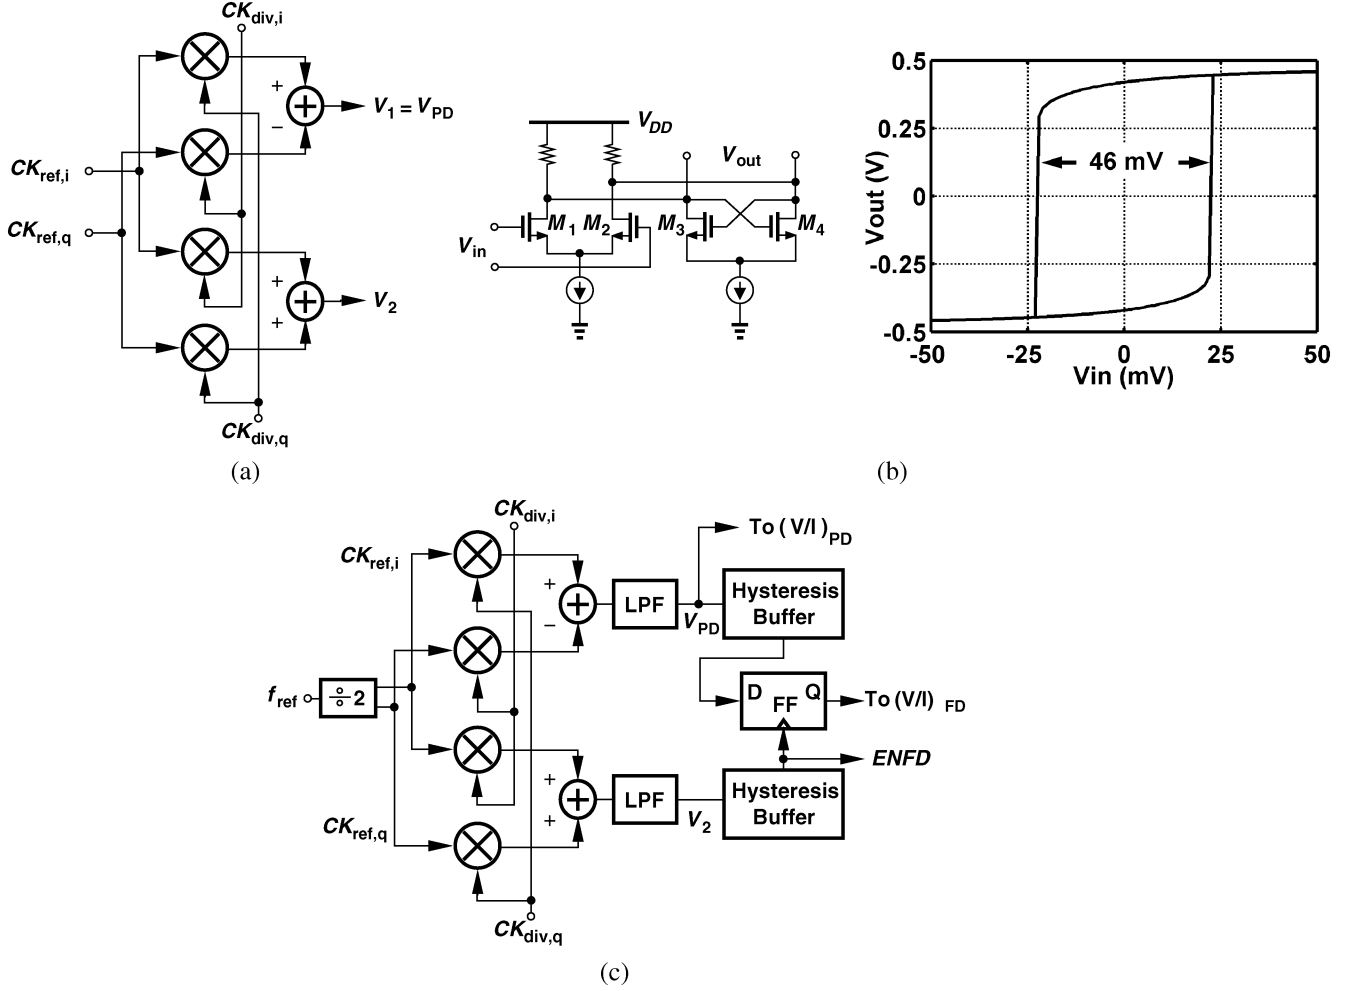 CKdiv,i
V1 = VPD
CKref,i
CKref,q
V2
CKdiv,q
+
−
+
+
(a)
VDD
Vout
M1 M2 M3 M4
Vin
0.5
0.25
0
-0.25
-0.5
Vout (V)
46 mV
-50 -25 0 25 50
Vin (mV)
(b)
CKdiv,i
CKref,i
+
−
LPF
VPD
To (V/I)PD
Hysteresis
Buffer
fref
÷2
D Q
FF
To (V/I) FD
ENFD
CKref,q
+
+
LPF
V2
Hysteresis
Buffer
CKdiv,q
(c)